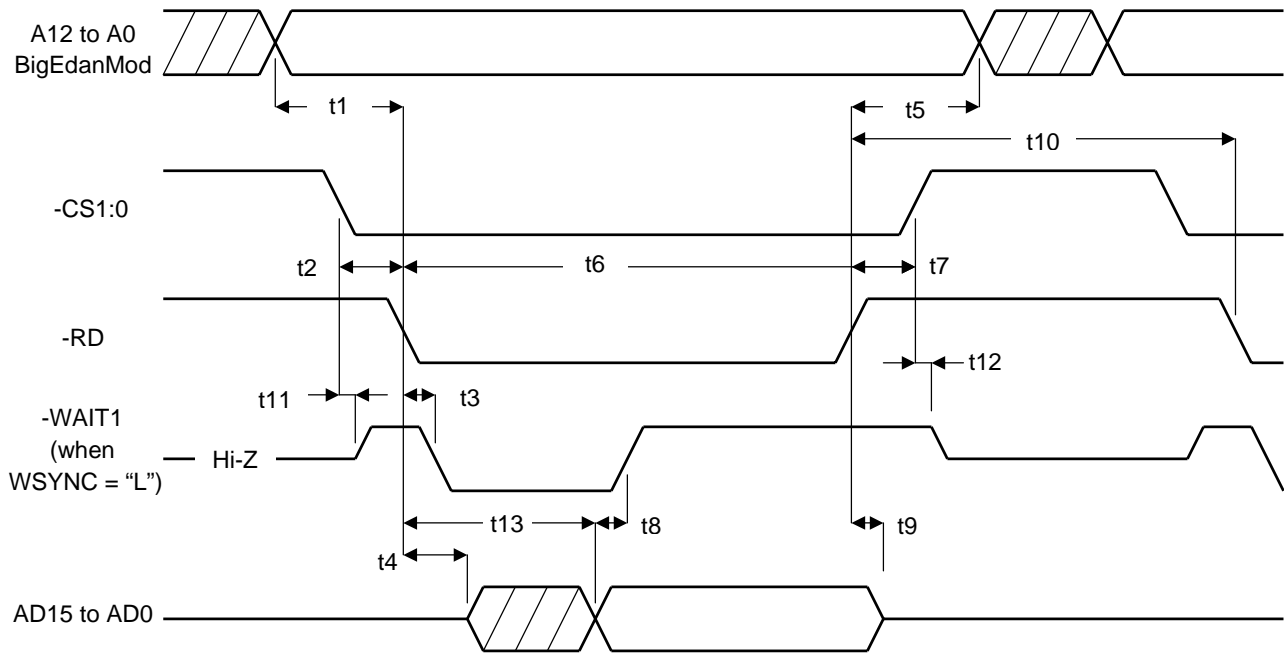 A12 to A0
BigEdanMod
t1
t5
t10
-CS1:0
t2
t6
t7
-RD
t12
t11
t3
-WAIT1
(when
WSYNC = “L”)
Hi-Z
t13
t8
t9
t4
AD15 to AD0